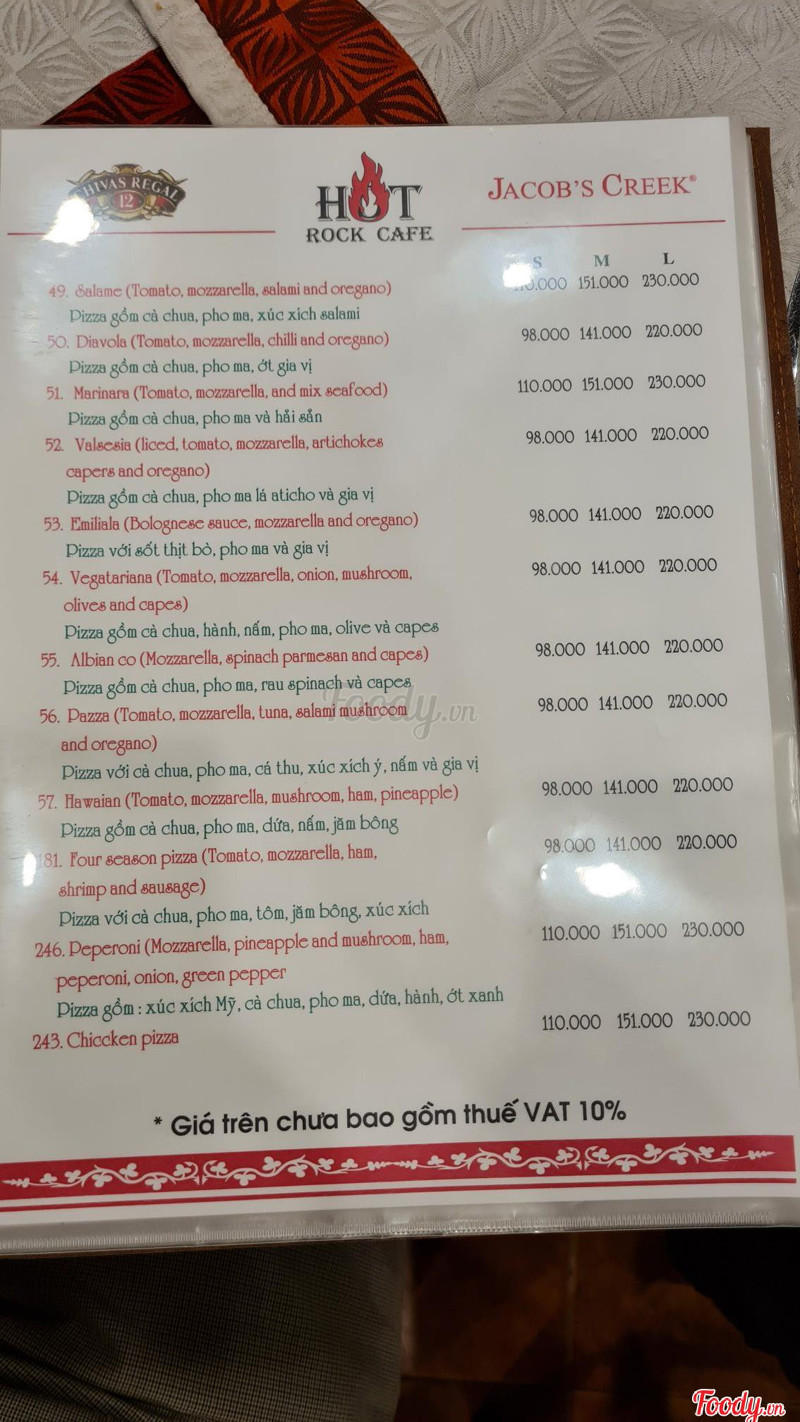 CHIVAS REGAL
12
HOT
ROCK CAFE
JACOB'S CREEK®
S M L
49. Salame (Tomato, mozzarella, salami and oregano) 151.000 230.000
Pizza gồm cà chua, pho ma, xúc xích salami
50. Diavola (Tomato, mozzarella, chilli and oregano) 98.000 141.000 220.000
Pizza gồm cà chua, pho ma, ớt gia vị
51. Marinara (Tomato, mozzarella, and mix seafood) 110.000 151.000 230.000
Pizza gồm cà chua, pho ma và hải sản
52. Valsesia (liced, tomato, mozzarella, artichokes 98.000 141.000 220.000
capers and oregano)
Pizza gồm cà chua, pho ma lá aticho và gia vị
53. Emiliala (Bolognese sauce, mozzarella and oregano) 98.000 141.000 220.000
Pizza với sốt thịt bò, pho ma và gia vị
54. Vegatariana (Tomato, mozzarella, onion, mushroom, 98.000 141.000 220.000
olives and capes)
Pizza gồm cà chua, hành, nấm, pho ma, olive và capes
55. Albian co (Mozzarella, spinach parmesan and capes) 98.000 141.000 220.000
Pizza gồm cà chua, pho ma, rau spinach và capes
56. Pazza (Tomato, mozzarella, tuna, salami mushroom 98.000 141.000 220.000
and oregano)
Pizza với cà chua, pho ma, cá thu, xúc xích ý, nấm và gia vị
57. Hawaian (Tomato, mozzarella, mushroom, ham, pineapple) 98.000 141.000 220.000
Pizza gồm cà chua, pho ma, dứa, nấm, jăm bông
181. Four season pizza (Tomato, mozzarella, ham, 98.000 141.000 220.000
shrimp and sausage)
Pizza với cà chua, pho ma, tôm, jăm bông, xúc xích
246. Peperoni (Mozzarella, pineapple and mushroom, ham, 110.000 151.000 230.000
peperoni, onion, green pepper
Pizza gồm : xúc xích Mỹ, cà chua, pho ma, dứa, hành, ớt xanh
243. Chiccken pizza 110.000 151.000 230.000
* Giá trên chưa bao gồm thuế VAT 10%
Foody.vn
Foody.vn